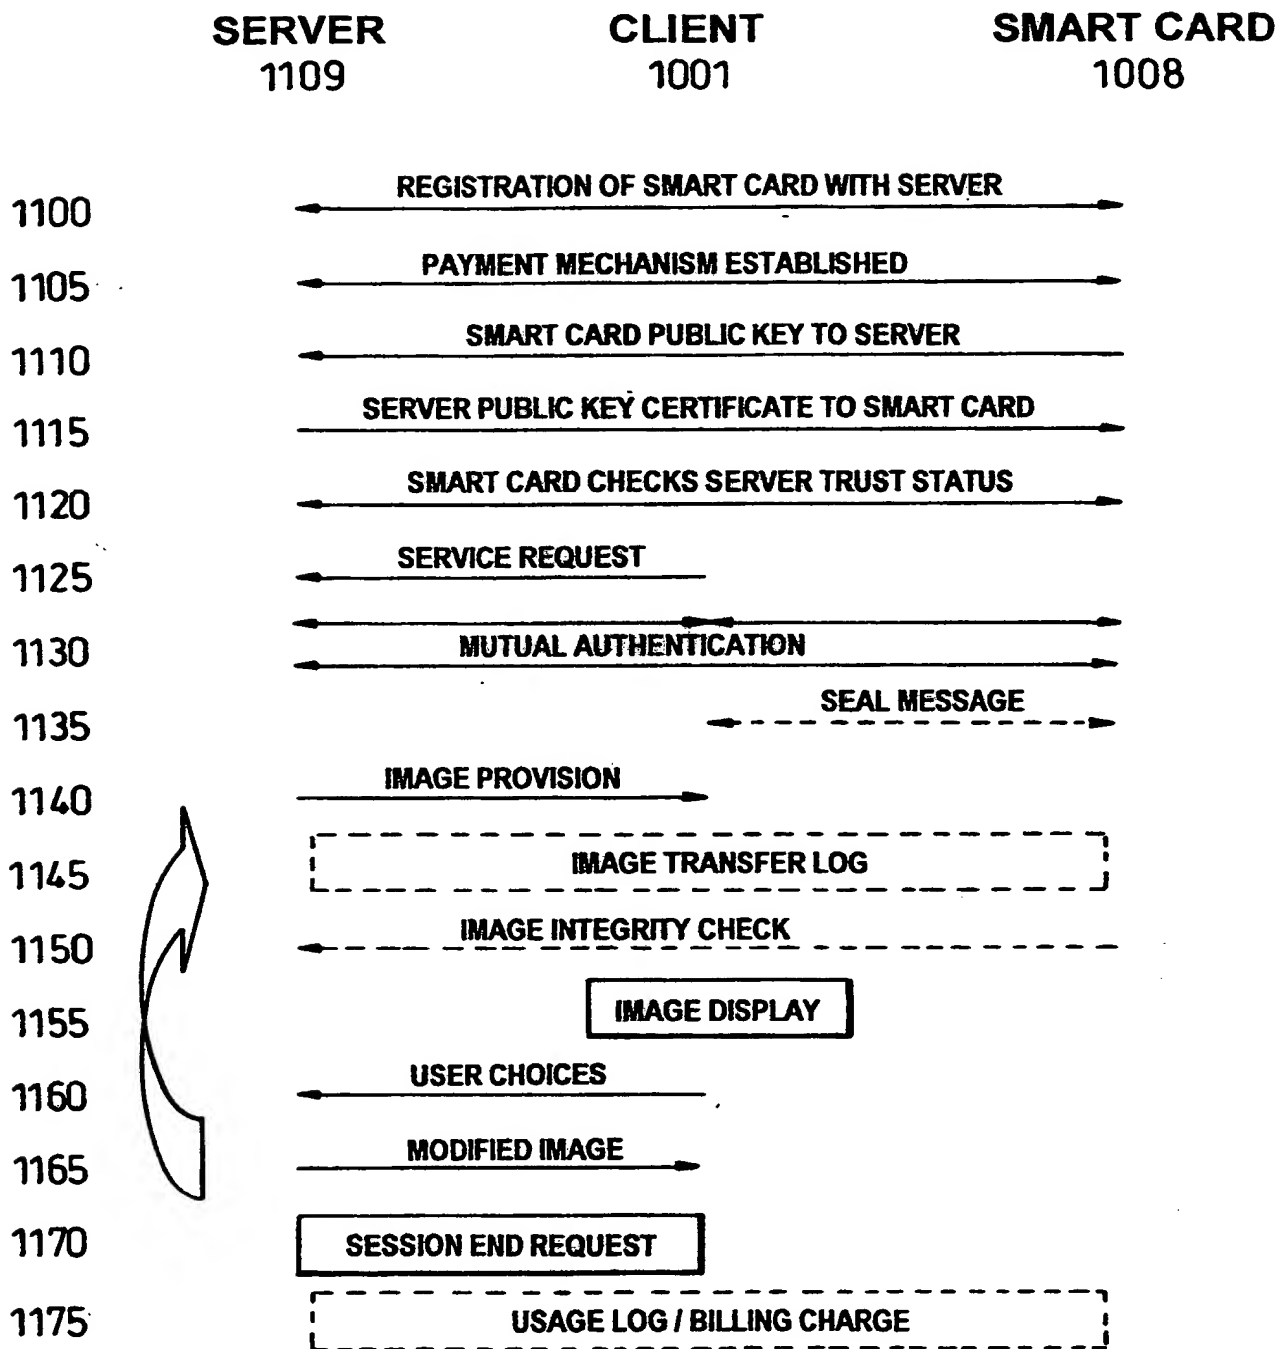 SERVER CLIENT SMART CARD
1109 1001 1008
REGISTRATION OF SMART CARD WITH SERVER
1100
PAYMENT MECHANISM ESTABLISHED
1105
SMART CARD PUBLIC KEY TO SERVER
1110
SERVER PUBLIC KEY CERTIFICATE TO SMART CARD
1115
SMART CARD CHECKS SERVER TRUST STATUS
1120
SERVICE REQUEST
1125
1130 MUTUAL AUTHENTICATION
SEAL MESSAGE
1135
IMAGE PROVISION
1140
1145 IMAGE TRANSFER LOG
IMAGE INTEGRITY CHECK
1150
1155 IMAGE DISPLAY
USER CHOICES
1160
MODIFIED IMAGE
1165
1170 SESSION END REQUEST
1175 USAGE LOG / BILLING CHARGE